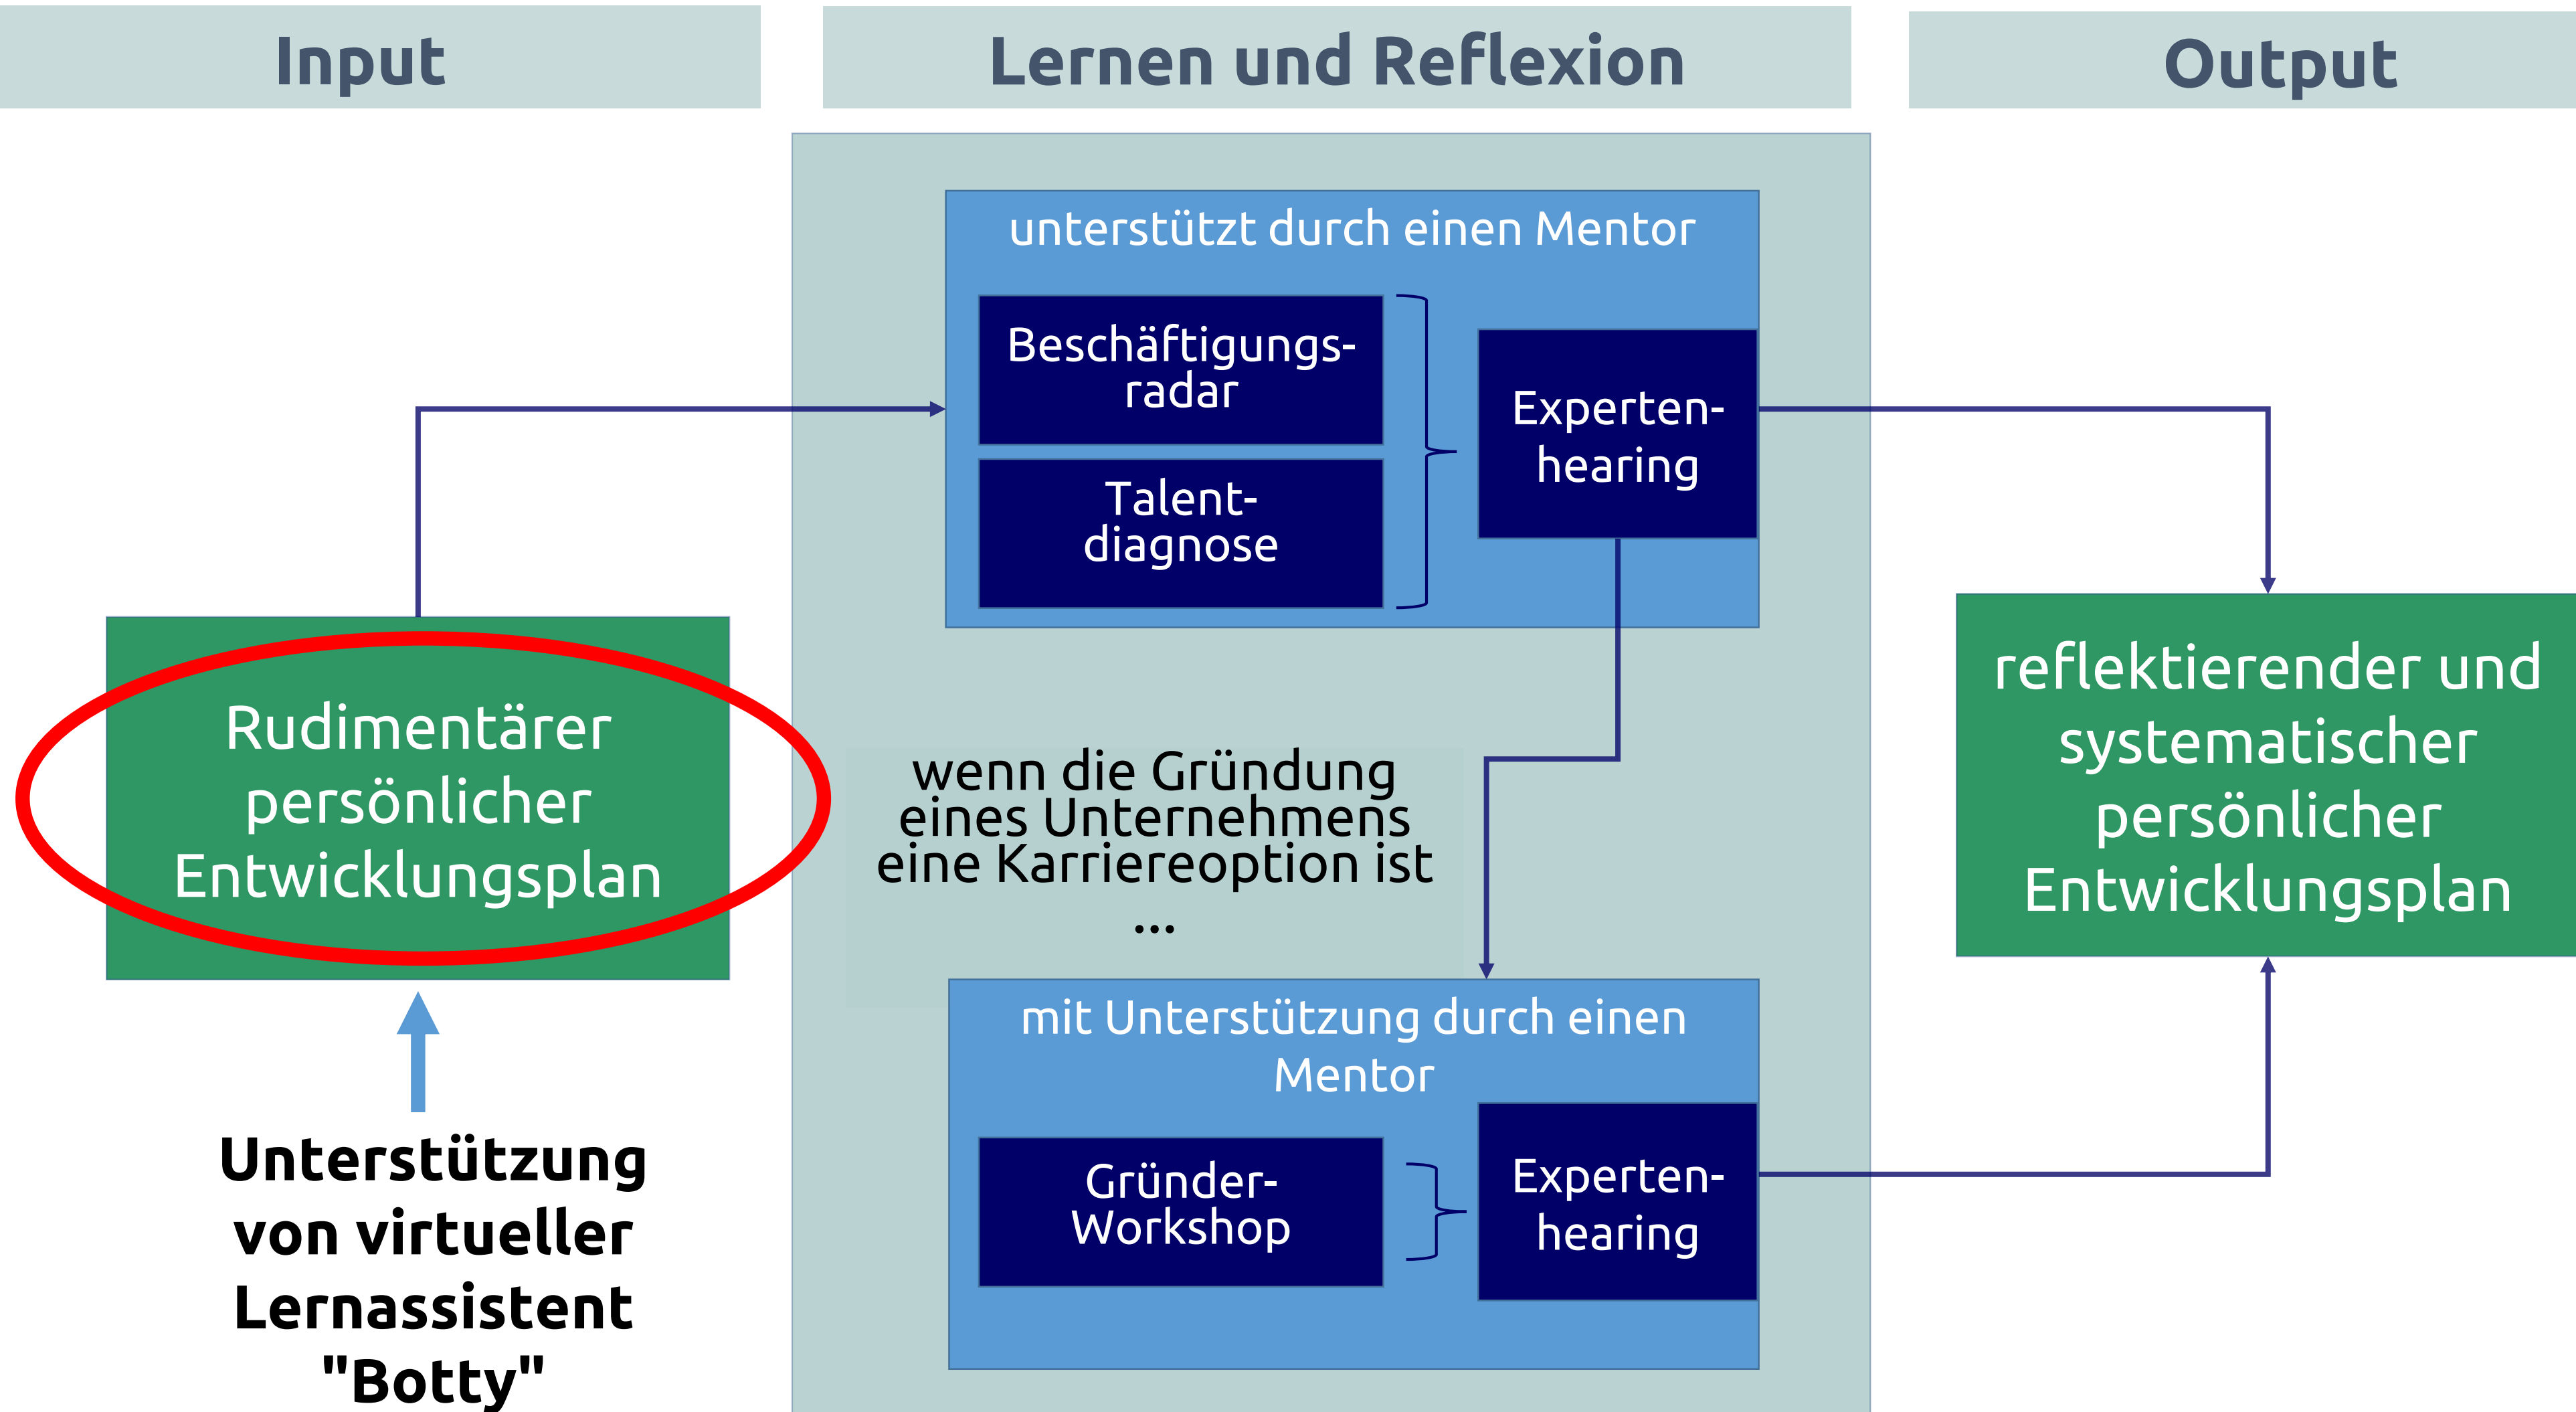 Input
Lernen und Reflexion
Output
unterstützt durch einen Mentor
Beschäftigungs-
radar
Talent-
diagnose
Experten-
hearing
Rudimentärer
persönlicher
Entwicklungsplan
wenn die Gründung
eines Unternehmens
eine Karriereoption ist
...
reflektierender und
systematischer
persönlicher
Entwicklungsplan
mit Unterstützung durch einen
Mentor
Gründer-
Workshop
Experten-
hearing
Unterstützung
von virtueller
Lernassistent
"Botty"